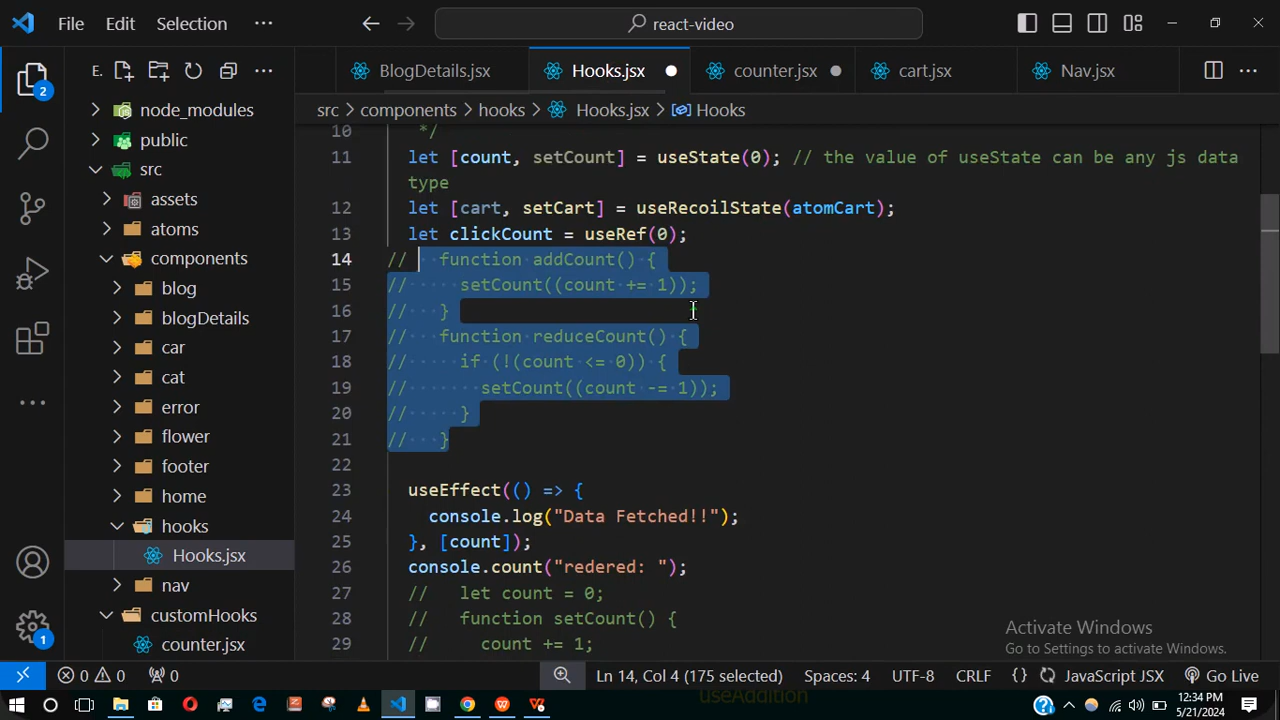 File Edit Selection ··· react-video
E. ···
BlogDetails.jsx Hooks.jsx counter.jsx cart.jsx Nav.jsx ···
src > components > hooks > Hooks.jsx > Hooks
2
node_modules
public
src
assets
atoms
components
blog
blogDetails
car
cat
error
flower
footer
home
hooks
Hooks.jsx
nav
customHooks
counter.jsx
1
10 */
11 let [count, setCount] = useState(0); // the value of useState can be any js data
type
12 let [cart, setCart] = useRecoilState(atomCart);
13 let clickCount = useRef(0);
14 // function addCount() {
15 // setCount((count += 1));
16 // }
17 // function reduceCount() {
18 // if (!(count <= 0)) {
19 // setCount((count -= 1));
20 // }
21 // }
22
23 useEffect(() => {
24 console.log("Data Fetched!!");
25 }, [count]);
26 console.count("redered: ");
27 // let count = 0;
28 // function setCount() {
29 // count += 1;
Activate Windows
Go to Settings to activate Windows.
0 0 0 Ln 14, Col 4 (175 selected) Spaces: 4 UTF-8 CRLF {} JavaScript JSX Go Live
useAddition
12:34 PM
5/21/2024